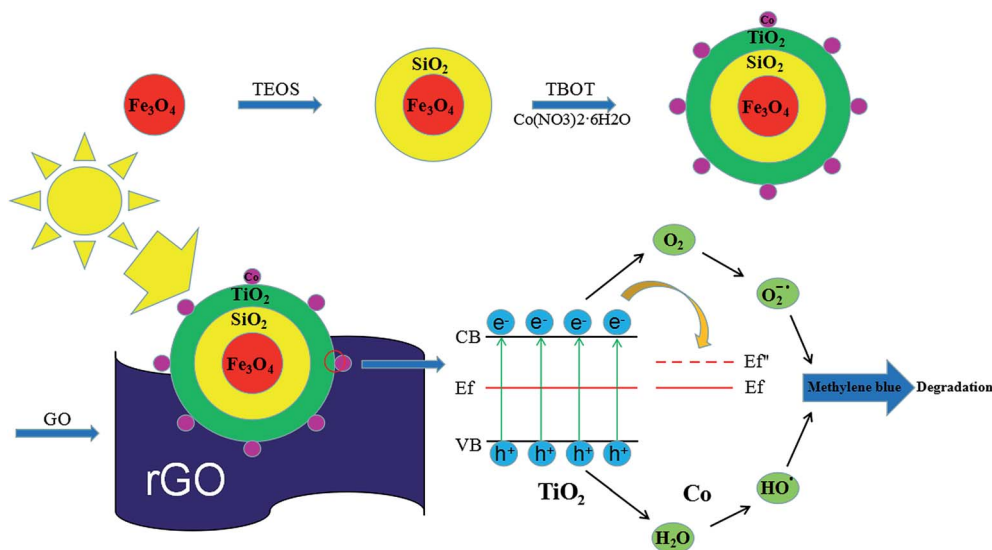 Fe₃O₄
TEOS
SiO₂
Fe₃O₄
TBOT
Co(NO3)2·6H2O
Co
TiO₂
SiO₂
Fe₃O₄
Co
TiO₂
SiO₂
Fe₃O₄
GO
rGO
O₂
O₂⁻•
e⁻ e⁻ e⁻ e⁻
CB
Ef"
Ef Ef
Methylene blue Degradation
VB
h⁺ h⁺ h⁺ h⁺
TiO₂ Co
HO•
H₂O